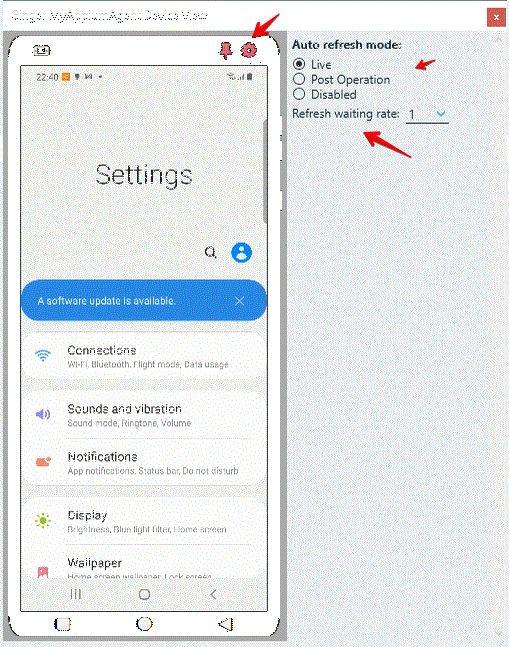 Ginger MyAppiumAgent Device View
Auto refresh mode:
Live
Post Operation
Disabled
Refresh waiting rate: 1
22:40
Settings
A software update is available.
Connections
Wi-Fi, Bluetooth, Flight mode, Data usage
Sounds and vibration
Sound mode, Ringtone, Volume
Notifications
App notifications, Status bar, Do not disturb
Display
Brightness, Blue light filter, Home screen
Wallpaper
Home screen wallpaper, Lock screen